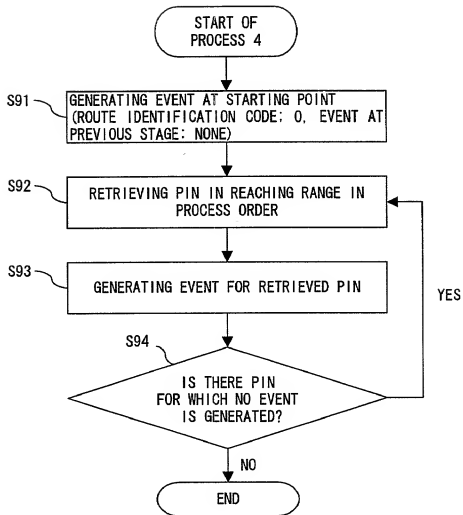 START OF
PROCESS 4
S91
GENERATING EVENT AT STARTING POINT
(ROUTE IDENTIFICATION CODE: 0, EVENT AT
PREVIOUS STAGE: NONE)
S92
RETRIEVING PIN IN REACHING RANGE IN
PROCESS ORDER
S93
GENERATING EVENT FOR RETRIEVED PIN
YES
S94
IS THERE PIN
FOR WHICH NO EVENT
IS GENERATED?
NO
END